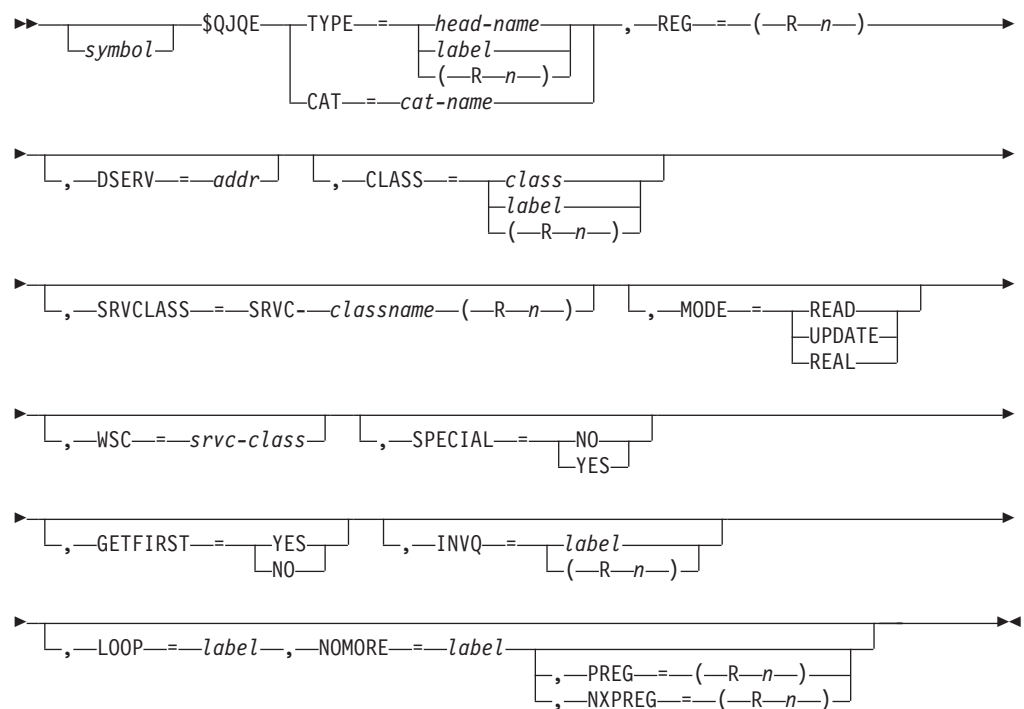 $QJQE TYPE = head-name , REG = ( R n )
symbol label
( R n )
CAT = cat-name
, DSERV = addr , CLASS = class
label
( R n )
, SRVCLASS = SRVC- classname ( R n ) , MODE = READ
UPDATE
REAL
, WSC = srvc-class , SPECIAL = NO
YES
, GETFIRST = YES , INVQ = label
NO ( R n )
, LOOP = label , NOMORE = label
, PREG = ( R n )
, NXPREG = ( R n )